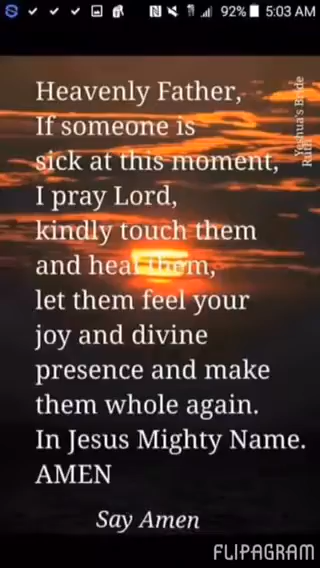 92% 5:03 AM
Heavenly Father,
If someone is
sick at this moment,
I pray Lord,
kindly touch them
and heal them,
let them feel your
joy and divine
presence and make
them whole again.
In Jesus Mighty Name.
AMEN
Say Amen
Yeshua's Bride
Ruth
FLIPAGRAM